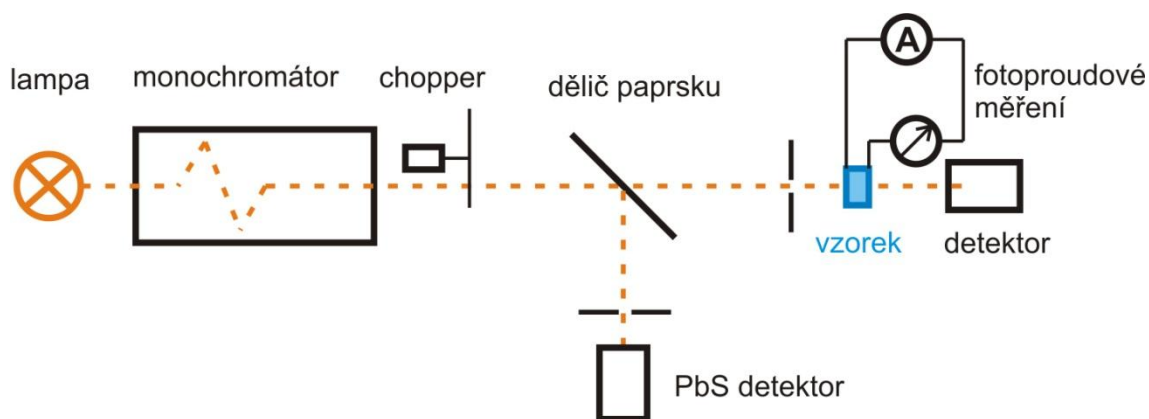 lampa
monochromátor
chopper
dělič paprsku
A
fotoproudové
měření
vzorek
detektor
PbS detektor